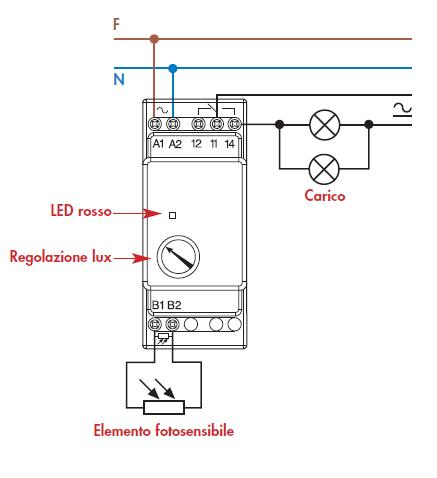 F
N
A1 A2 12 11 14
Carico
LED rosso
Regolazione lux
B1 B2
Elemento fotosensibile